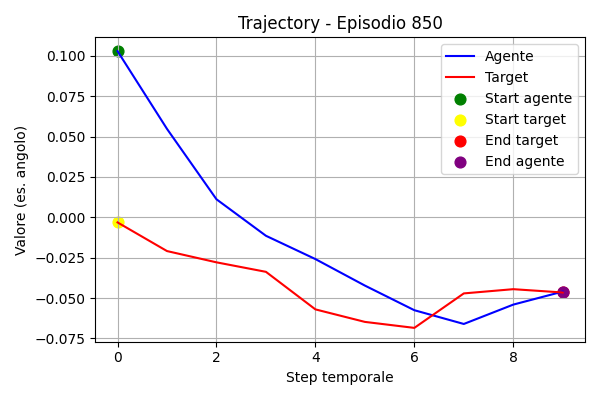 Trajectory - Episodio 850
Valore (es. angolo)
0.100
0.075
0.050
0.025
0.000
−0.025
−0.050
−0.075
0
2
4
6
8
Step temporale
Agente
Target
Start agente
Start target
End target
End agente